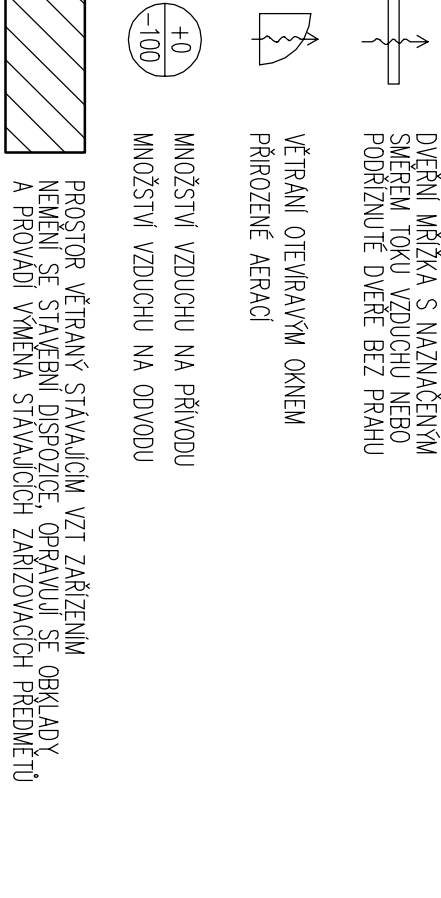 DVEŘNÍ MŘÍŽKA S NAZNAČENÝM
SMĚREM TOKU VZDUCHU NEBO
PODŘÍZNUTÉ DVEŘE BEZ PRAHU
VĚTRÁNÍ OTEVÍRAVÝM OKNEM
PŘIROZENÉ AERACÍ
+0
-100
MNOŽSTVÍ VZDUCHU NA PŘÍVODU
MNOŽSTVÍ VZDUCHU NA ODVODU
PROSTOR VĚTRANÝ STÁVAJÍCÍM VZT ZAŘÍZENÍM
NEMĚNÍ SE STAVEBNÍ DISPOZICE, OPRAVUJÍ SE OBKLADY
A PROVÁDÍ VÝMĚNA STÁVAJÍCÍCH ZAŘIZOVACÍCH PŘEDMĚTŮ